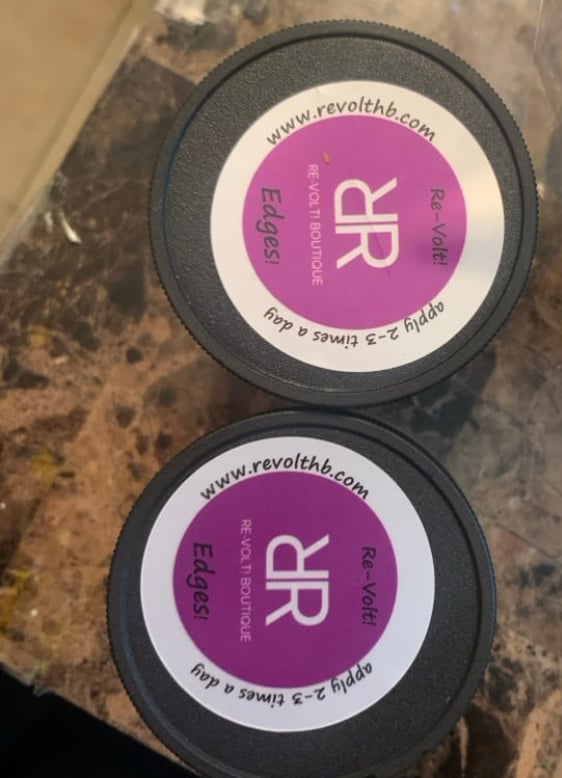 www.revolthb.com
Re-Volt!
RR
RE-VOLT! BOUTIQUE
Edges!
apply 2-3 times a day
www.revolthb.com
Re-Volt!
RR
RE-VOLT! BOUTIQUE
Edges!
apply 2-3 times a day